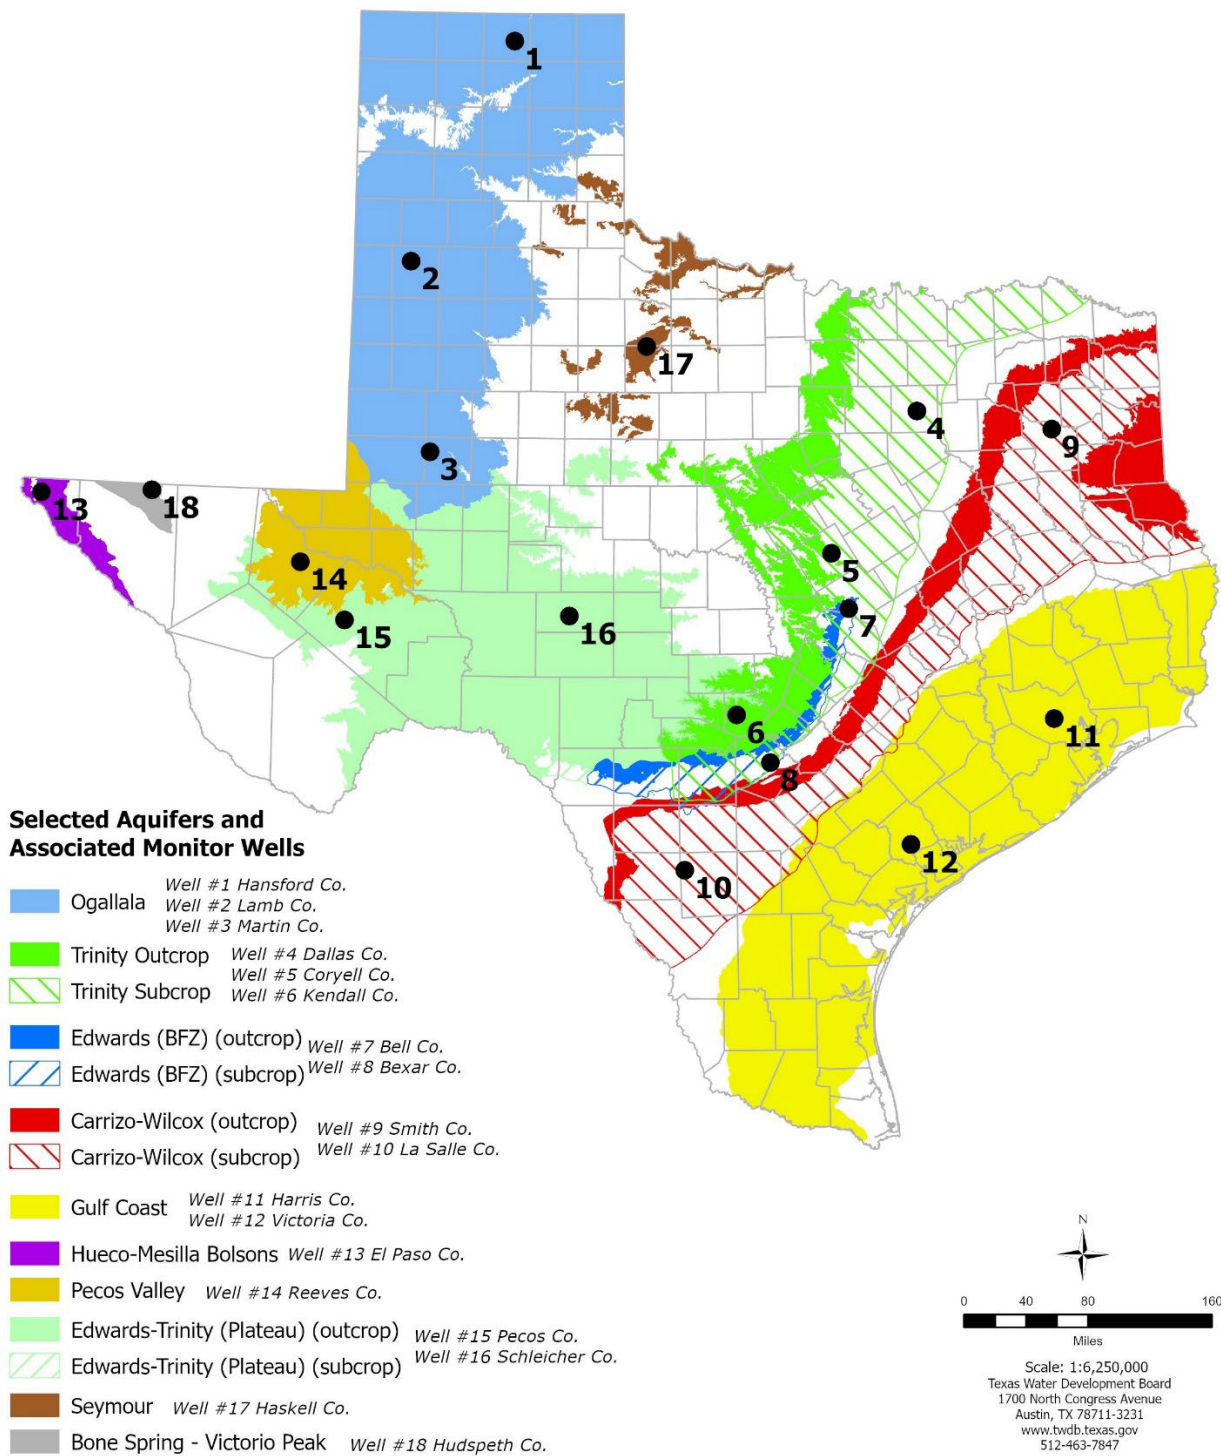 1
2
17
4
9
3
13
18
5
14
7
15
16
6
11
8
12
10
Selected Aquifers and
Associated Monitor Wells
Ogallala
Well #1 Hansford Co.
Well #2 Lamb Co.
Well #3 Martin Co.
Trinity Outcrop
Trinity Subcrop
Well #4 Dallas Co.
Well #5 Coryell Co.
Well #6 Kendall Co.
Edwards (BFZ) (outcrop)
Edwards (BFZ) (subcrop)
Well #7 Bell Co.
Well #8 Bexar Co.
Carrizo-Wilcox (outcrop)
Carrizo-Wilcox (subcrop)
Well #9 Smith Co.
Well #10 La Salle Co.
Gulf Coast
Well #11 Harris Co.
Well #12 Victoria Co.
Hueco-Mesilla Bolsons Well #13 El Paso Co.
Pecos Valley Well #14 Reeves Co.
Edwards-Trinity (Plateau) (outcrop)
Edwards-Trinity (Plateau) (subcrop)
Well #15 Pecos Co.
Well #16 Schleicher Co.
Seymour Well #17 Haskell Co.
Bone Spring - Victorio Peak Well #18 Hudspeth Co.
N
0 40 80 160
Miles
Scale: 1:6,250,000
Texas Water Development Board
1700 North Congress Avenue
Austin, TX 78711-3231
www.twdb.texas.gov
512-463-7847